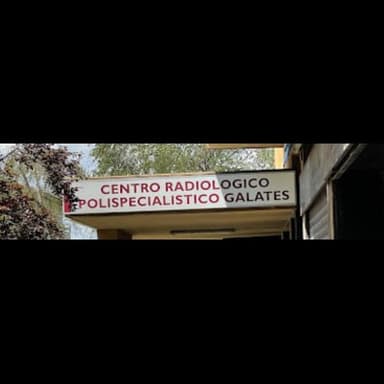 CENTRO RADIOLOGICO
POLISPECIALISTICO GALATES